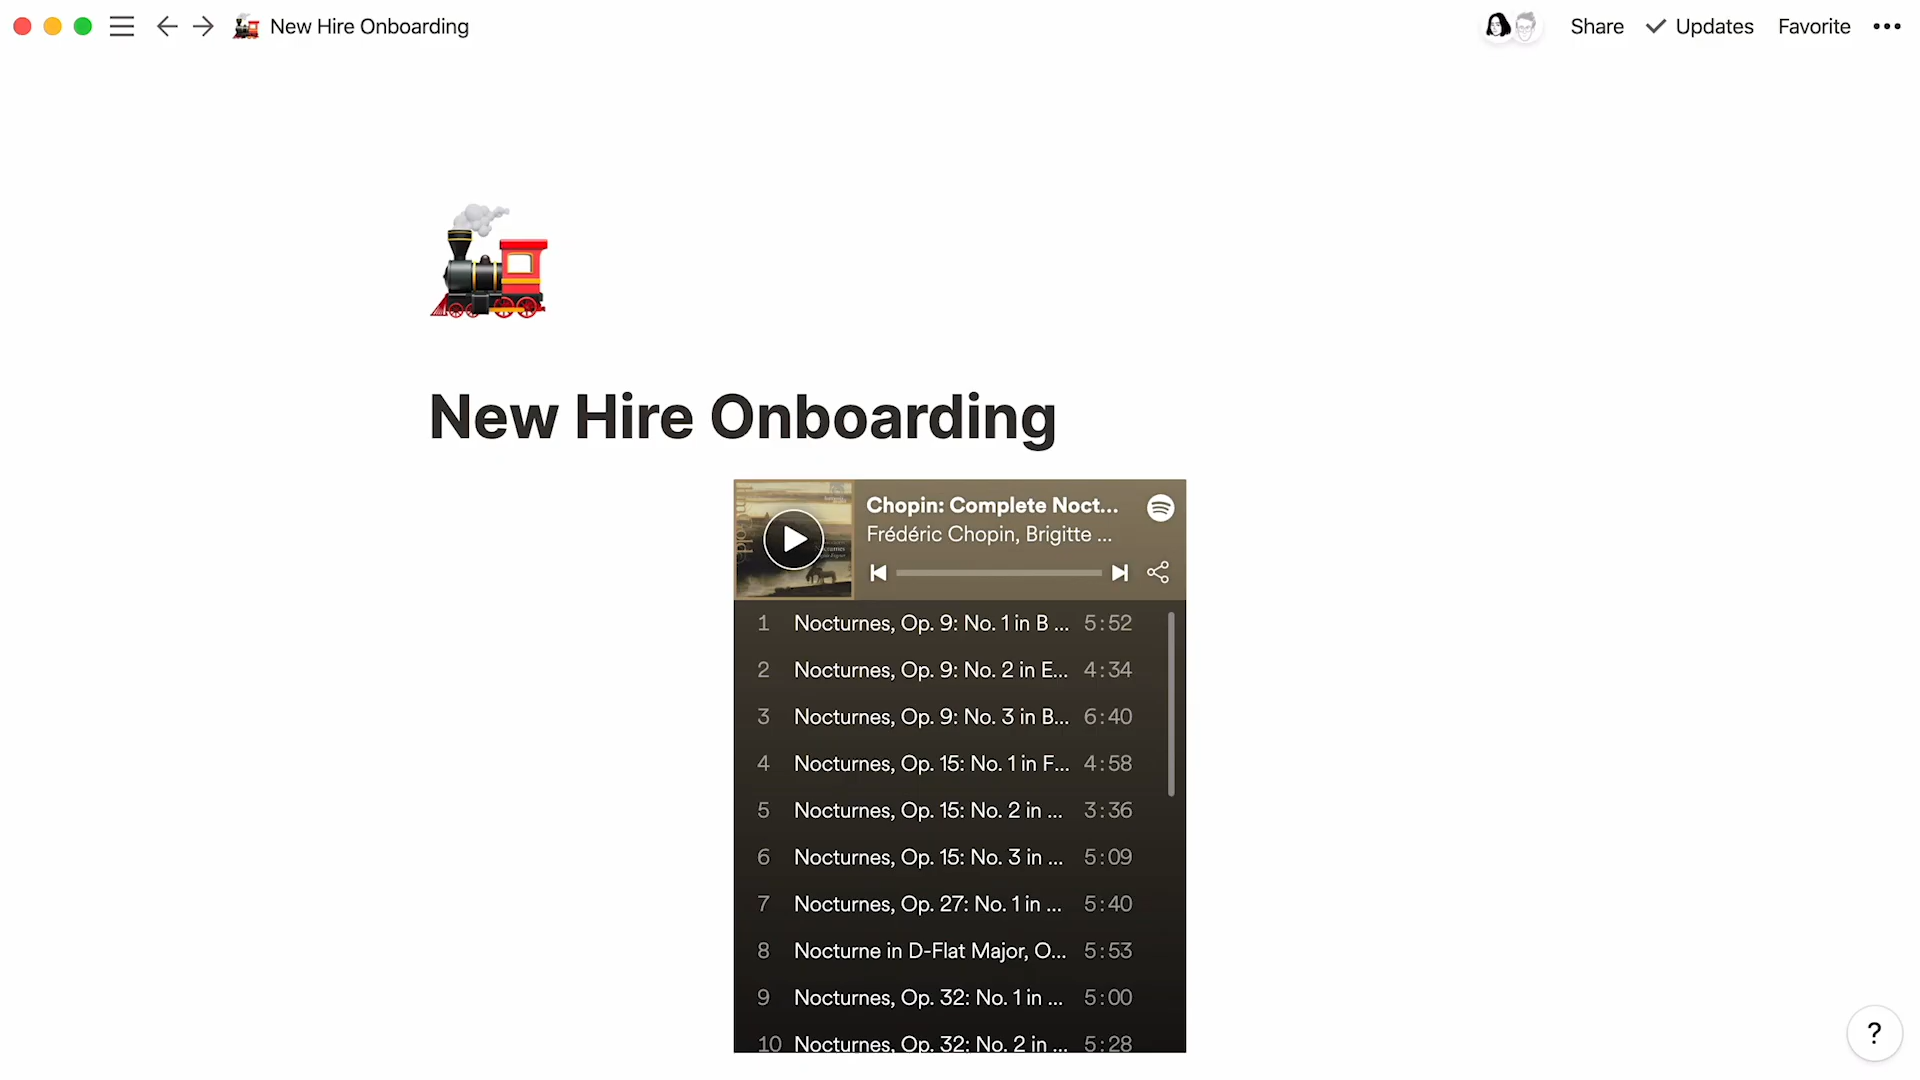 New Hire Onboarding
Share
Updates
Favorite
New Hire Onboarding
Chopin: Complete Noct...
Frédéric Chopin, Brigitte ...
1 Nocturnes, Op. 9: No. 1 in B ... 5:52
2 Nocturnes, Op. 9: No. 2 in E... 4:34
3 Nocturnes, Op. 9: No. 3 in B... 6:40
4 Nocturnes, Op. 15: No. 1 in F... 4:58
5 Nocturnes, Op. 15: No. 2 in ... 3:36
6 Nocturnes, Op. 15: No. 3 in ... 5:09
7 Nocturnes, Op. 27: No. 1 in ... 5:40
8 Nocturne in D-Flat Major, O... 5:53
9 Nocturnes, Op. 32: No. 1 in ... 5:00
10 Nocturnes, Op. 32: No. 2 in ... 5:28
?